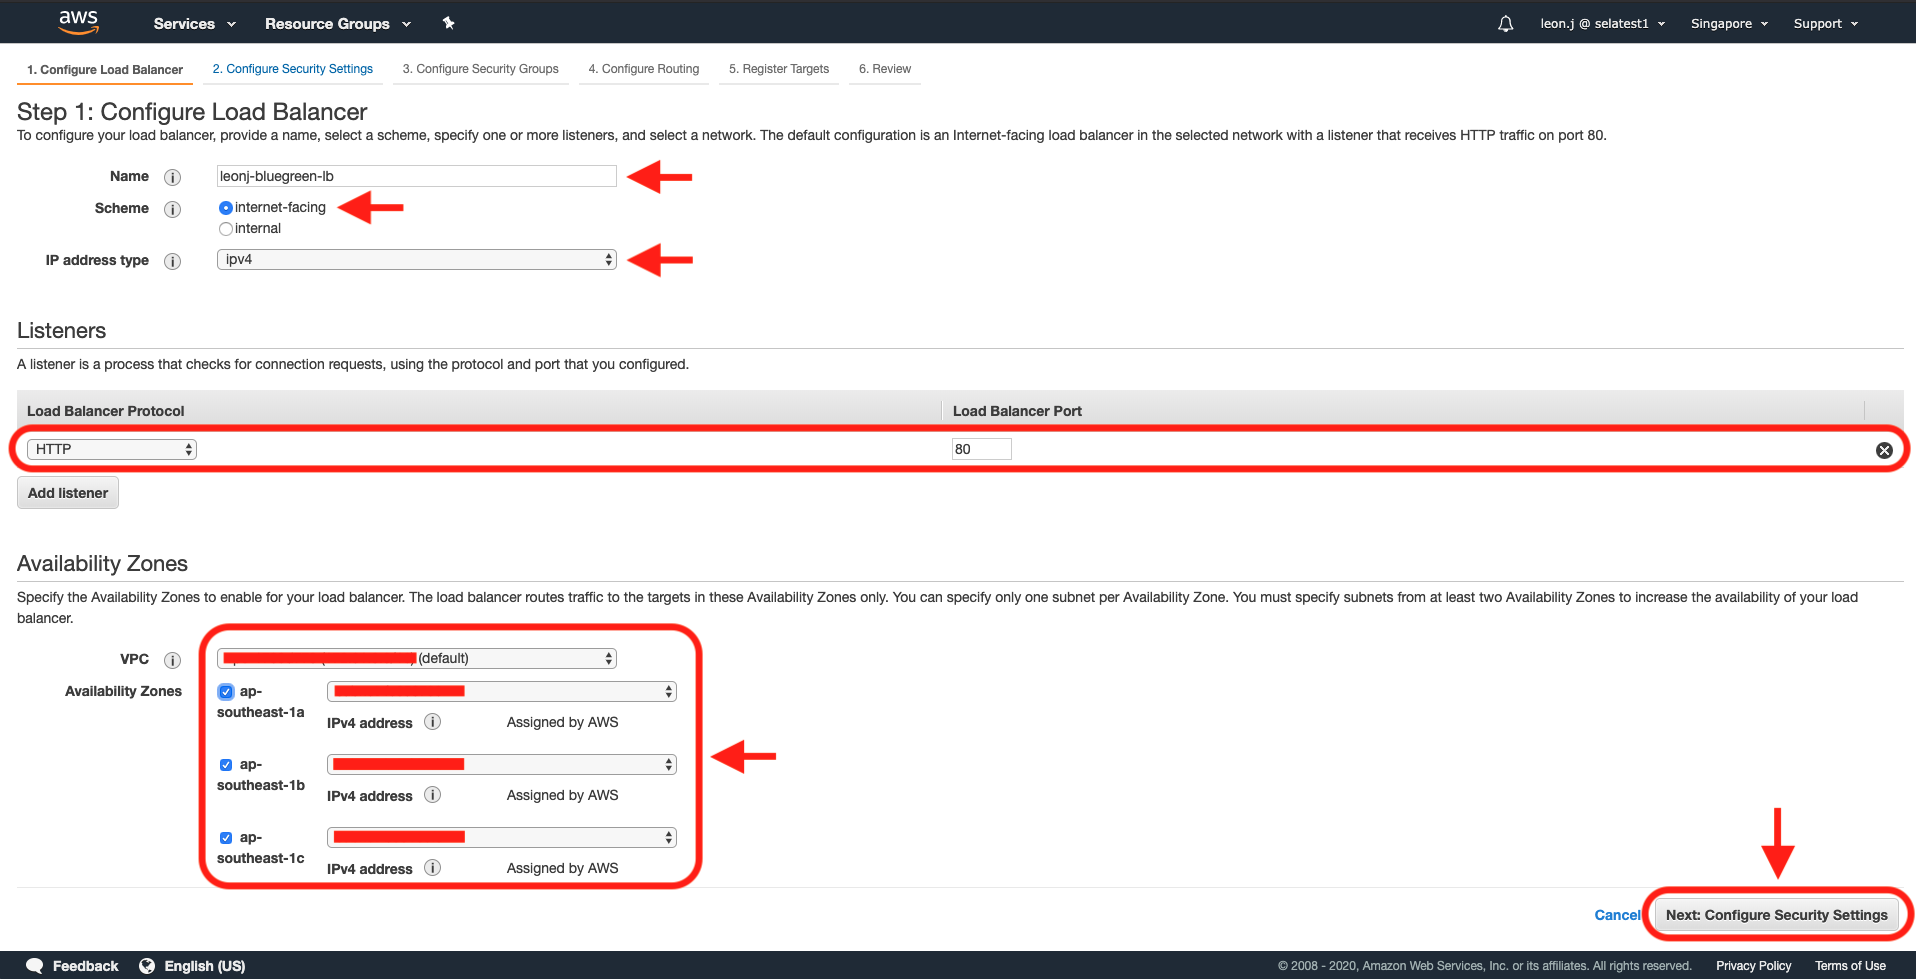 aws Services Resource Groups leon.j @ selatest1 Singapore Support
1. Configure Load Balancer 2. Configure Security Settings 3. Configure Security Groups 4. Configure Routing 5. Register Targets 6. Review
Step 1: Configure Load Balancer
To configure your load balancer, provide a name, select a scheme, specify one or more listeners, and select a network. The default configuration is an Internet-facing load balancer in the selected network with a listener that receives HTTP traffic on port 80.
Name i leonj-bluegreen-lb
Scheme i internet-facing
internal
IP address type i ipv4
Listeners
A listener is a process that checks for connection requests, using the protocol and port that you configured.
Load Balancer Protocol Load Balancer Port
HTTP 80
Add listener
Availability Zones
Specify the Availability Zones to enable for your load balancer. The load balancer routes traffic to the targets in these Availability Zones only. You can specify only one subnet per Availability Zone. You must specify subnets from at least two Availability Zones to increase the availability of your load
balancer.
VPC i (default)
Availability Zones ap-
southeast-1a
IPv4 address i Assigned by AWS
ap-
southeast-1b
IPv4 address i Assigned by AWS
ap-
southeast-1c
IPv4 address i Assigned by AWS
Cancel Next: Configure Security Settings
Feedback English (US) © 2008 - 2020, Amazon Web Services, Inc. or its affiliates. All rights reserved. Privacy Policy Terms of Use